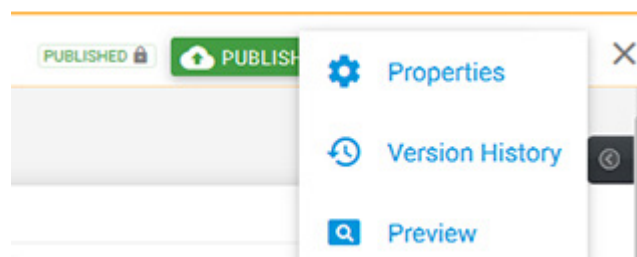 PUBLISHED
PUBLISH
Properties
Version History
Preview